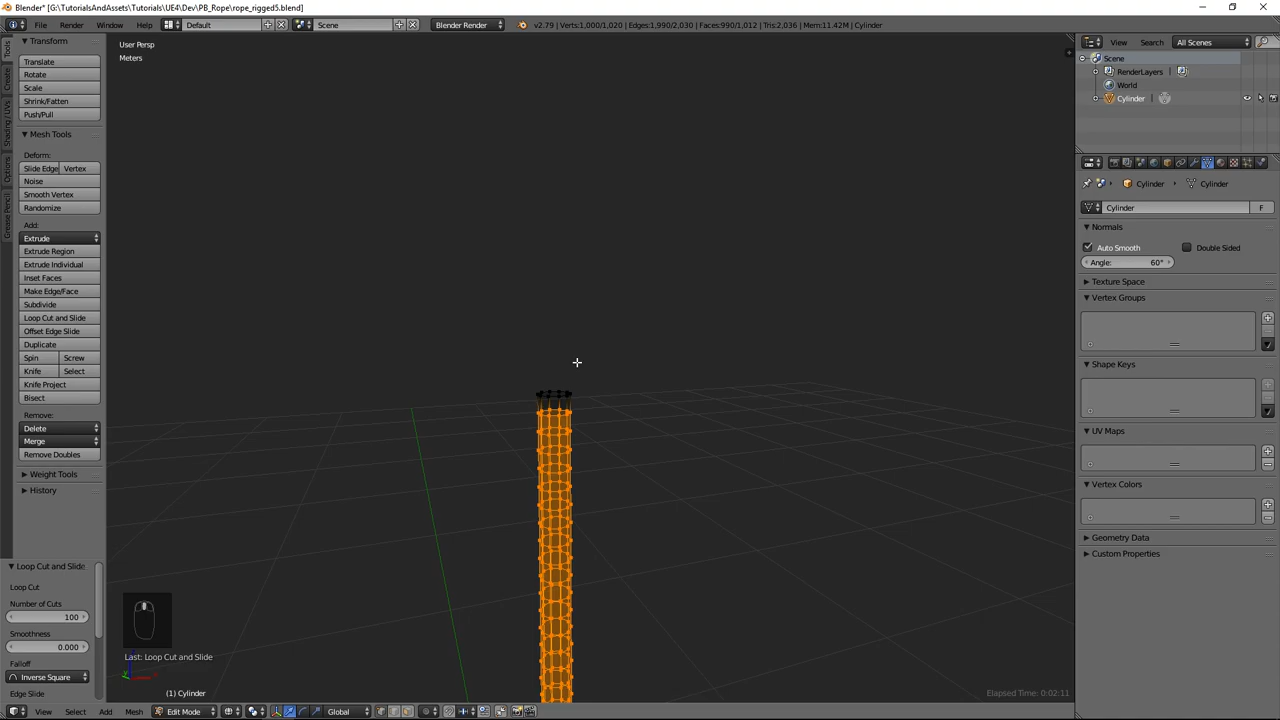 Blender* [G:\TutorialsAndAssets\Tutorials\UE4\Dev\PB_Rope\rope_rigged5.blend]
File Render Window Help Default Scene Blender Render v2.79 | Verts:1,000/1,020 | Edges:1,990/2,030 | Faces:990/1,012 | Tris:2,036 | Mem:11.42M | Cylinder
Tools
Create
Shading / UVs
Options
Grease Pencil
Transform
Translate
Rotate
Scale
Shrink/Fatten
Push/Pull
Mesh Tools
Deform:
Slide Edge Vertex
Noise
Smooth Vertex
Randomize
Add:
Extrude
Extrude Region
Extrude Individual
Inset Faces
Make Edge/Face
Subdivide
Loop Cut and Slide
Offset Edge Slide
Duplicate
Spin Screw
Knife Select
Knife Project
Bisect
Remove:
Delete
Merge
Remove Doubles
Weight Tools
History
Loop Cut and Slide
Loop Cut
Number of Cuts
100
Smoothness
0.000
Falloff
Inverse Square
Edge Slide
User Persp
Meters
Last: Loop Cut and Slide
(1) Cylinder
Elapsed Time: 0:02:11
View Select Add Mesh Edit Mode Global
View Search All Scenes
Scene
RenderLayers
World
Cylinder
Cylinder Cylinder
Cylinder F
Normals
Auto Smooth Double Sided
Angle: 60°
Texture Space
Vertex Groups
Shape Keys
UV Maps
Vertex Colors
Geometry Data
Custom Properties